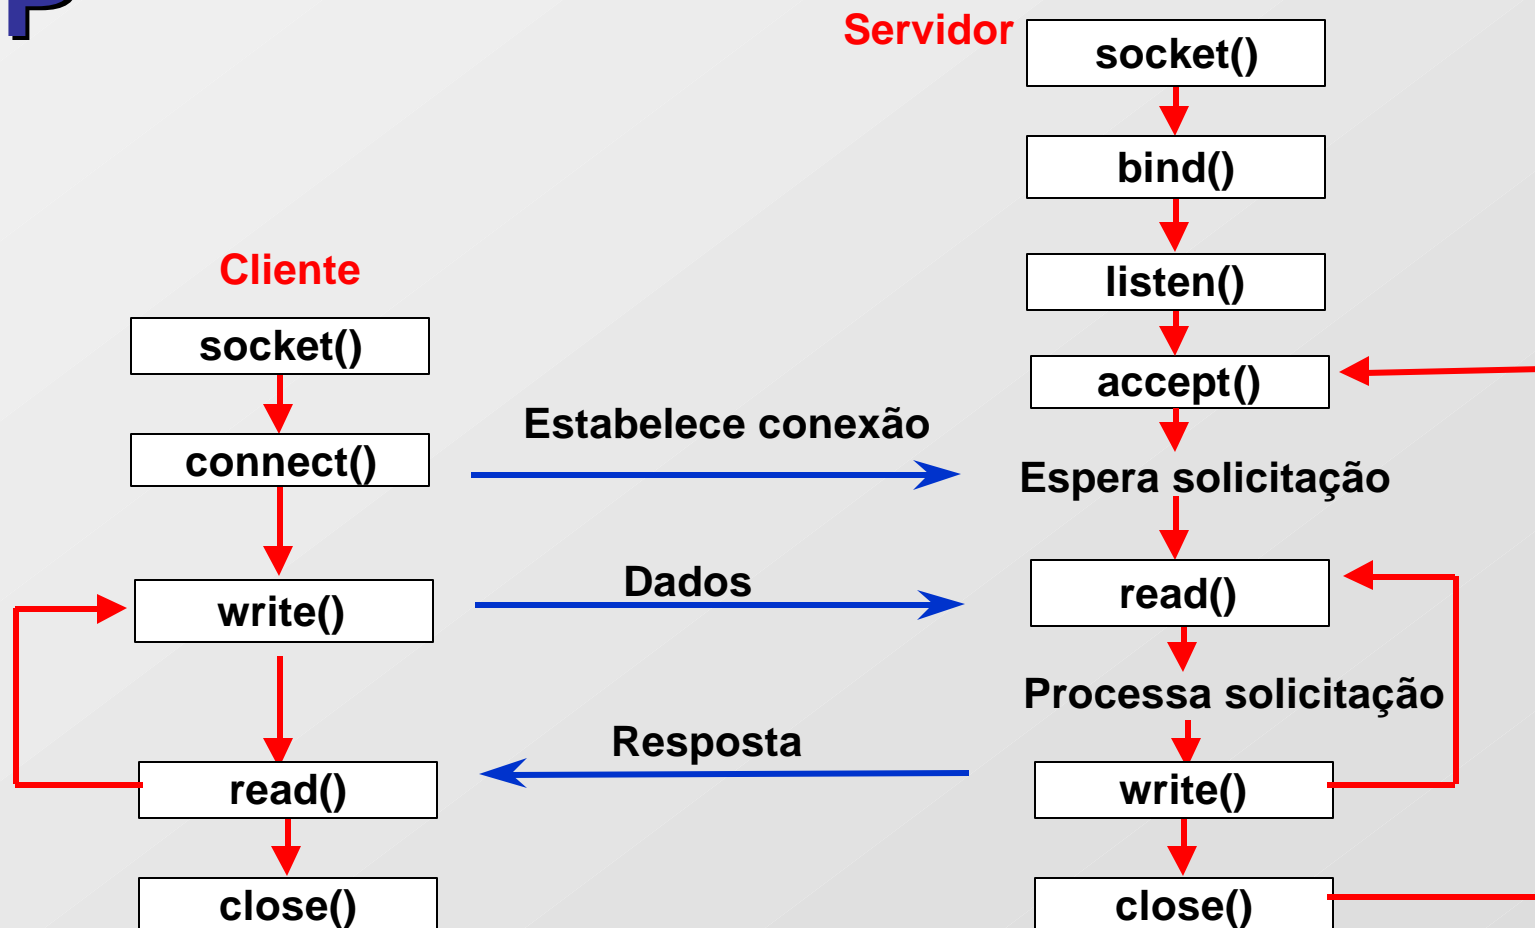 P
Servidor
socket()
bind()
listen()
Cliente
socket()
accept()
Estabelece conexão
connect()
Espera solicitação
Dados
write()
read()
Processa solicitação
Resposta
read()
write()
close()
close()